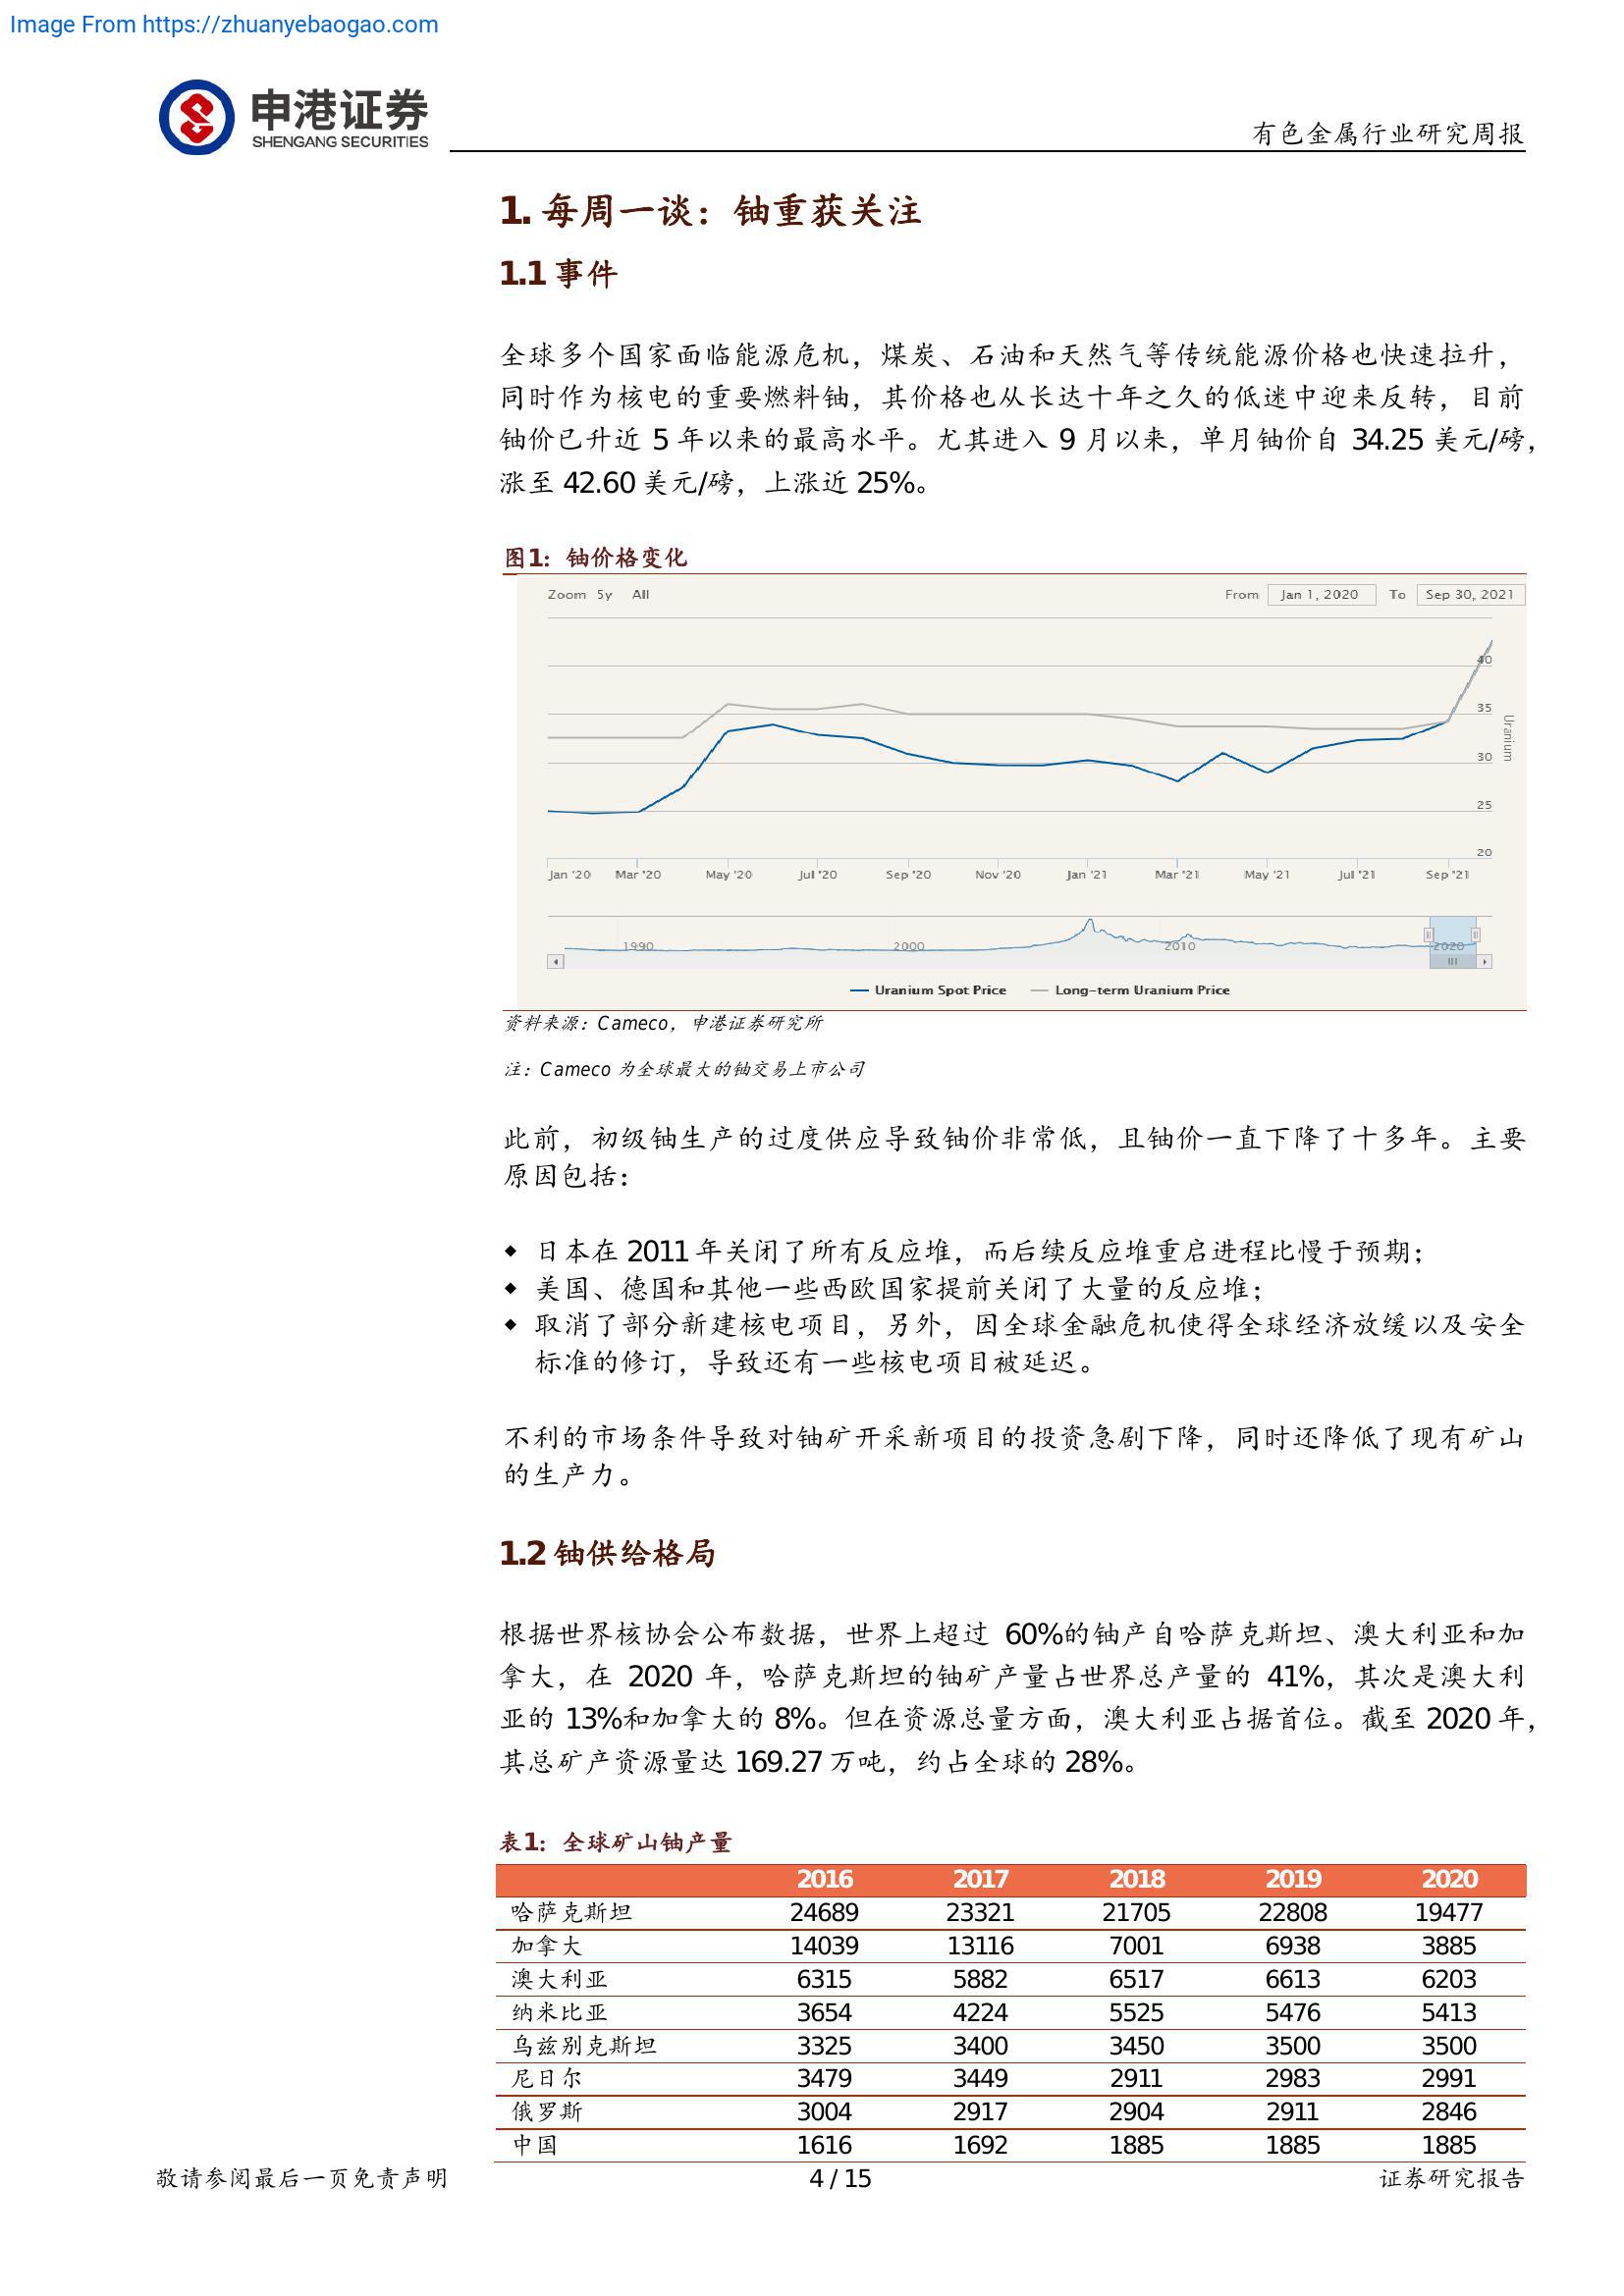 Image From https://zhuanyebaogao.com
申港证券
SHENGANG SECURITIES
有色金属行业研究周报
1. 每周一谈：铀重获关注
1.1 事件
全球多个国家面临能源危机，煤炭、石油和天然气等传统能源价格也快速拉升，
同时作为核电的重要燃料铀，其价格也从长达十年之久的低迷中迎来反转，目前
铀价已升近 5 年以来的最高水平。尤其进入 9 月以来，单月铀价自 34.25 美元/磅，
涨至 42.60 美元/磅，上涨近 25%。
图1：铀价格变化
Zoom 5y All From Jan 1, 2020 To Sep 30, 2021
40
35
Uranium
30
25
20
Jan '20 Mar '20 May '20 Jul '20 Sep '20 Nov '20 Jan '21 Mar '21 May '21 Jul '21 Sep '21
1990 2000 2010 2020
Uranium Spot Price Long-term Uranium Price
资料来源：Cameco，申港证券研究所
注：Cameco 为全球最大的铀交易上市公司
此前，初级铀生产的过度供应导致铀价非常低，且铀价一直下降了十多年。主要
原因包括：
◆ 日本在 2011 年关闭了所有反应堆，而后续反应堆重启进程比慢于预期；
◆ 美国、德国和其他一些西欧国家提前关闭了大量的反应堆；
◆ 取消了部分新建核电项目，另外，因全球金融危机使得全球经济放缓以及安全
标准的修订，导致还有一些核电项目被延迟。
不利的市场条件导致对铀矿开采新项目的投资急剧下降，同时还降低了现有矿山
的生产力。
1.2 铀供给格局
根据世界核协会公布数据，世界上超过 60%的铀产自哈萨克斯坦、澳大利亚和加
拿大，在 2020 年，哈萨克斯坦的铀矿产量占世界总产量的 41%，其次是澳大利
亚的 13%和加拿大的 8%。但在资源总量方面，澳大利亚占据首位。截至 2020 年，
其总矿产资源量达 169.27 万吨，约占全球的 28%。
表1：全球矿山铀产量
2016 2017 2018 2019 2020
哈萨克斯坦 24689 23321 21705 22808 19477
加拿大 14039 13116 7001 6938 3885
澳大利亚 6315 5882 6517 6613 6203
纳米比亚 3654 4224 5525 5476 5413
乌兹别克斯坦 3325 3400 3450 3500 3500
尼日尔 3479 3449 2911 2983 2991
俄罗斯 3004 2917 2904 2911 2846
中国 1616 1692 1885 1885 1885
敬请参阅最后一页免责声明 4 / 15 证券研究报告